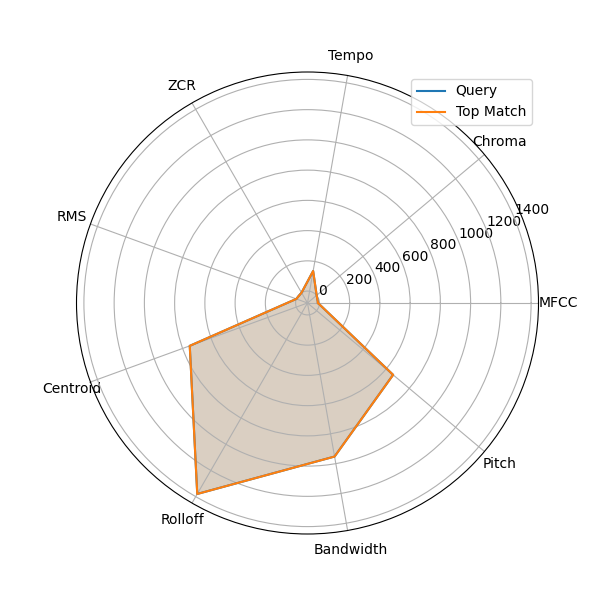 Tempo
ZCR
Query
Top Match
Chroma
RMS
1400
1200
1000
800
600
400
200
0
MFCC
Centroid
Pitch
Rolloff
Bandwidth